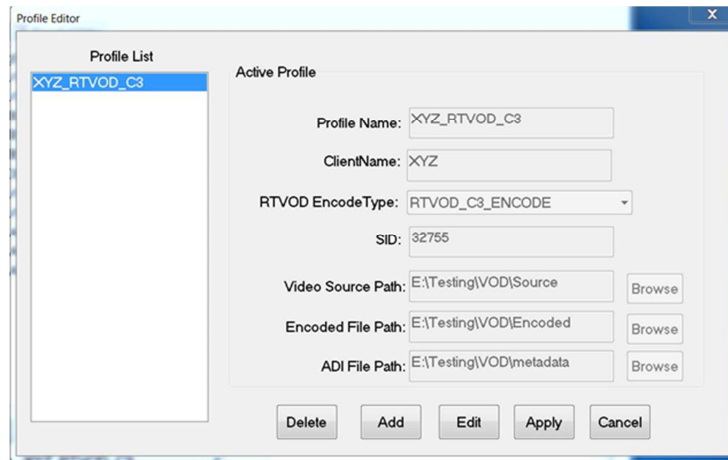 Profile Editor
X
Profile List
XYZ_RTVOD_C3
Active Profile
Profile Name: XYZ_RTVOD_C3
ClientName: XYZ
RTVOD EncodeType: RTVOD_C3_ENCODE
SID: 32755
Video Source Path: E:\Testing\VOD\Source Browse
Encoded File Path: E:\Testing\VOD\Encoded Browse
ADI File Path: E:\Testing\VOD\metadata Browse
Delete Add Edit Apply Cancel